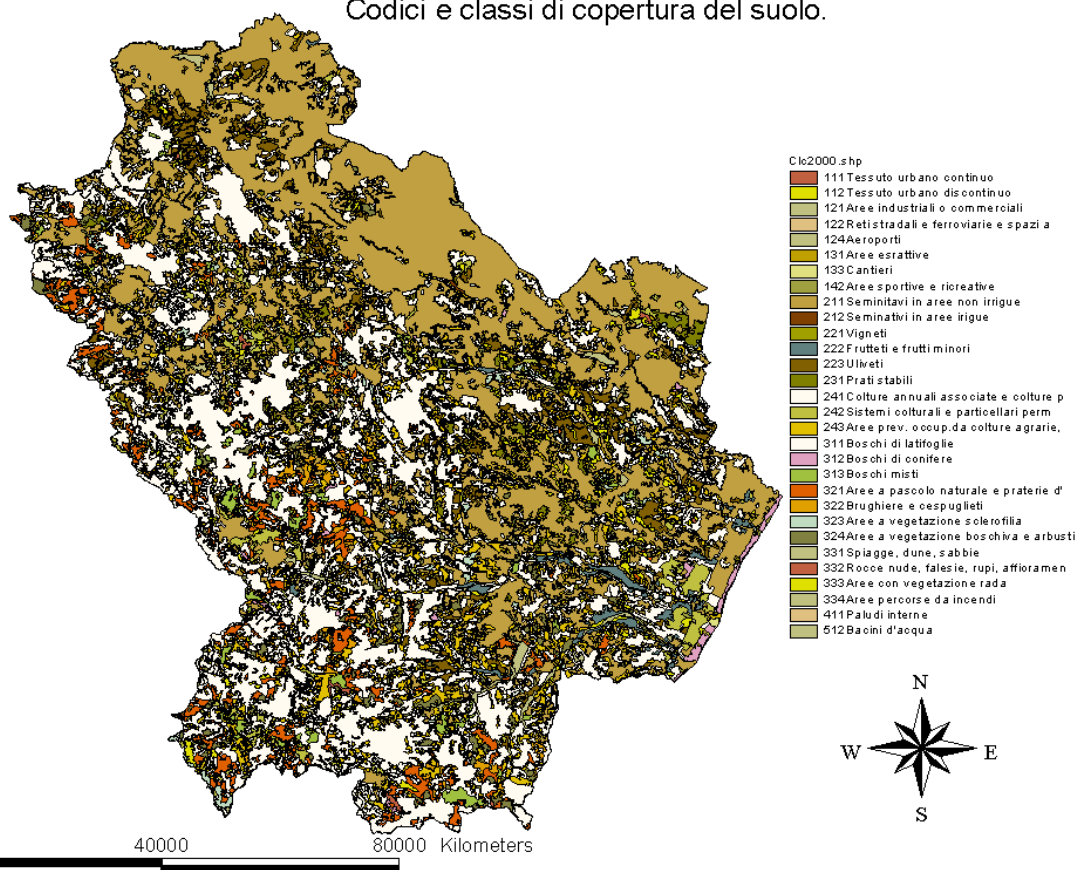 Codici e classi di copertura del suolo.
Clc2000.shp
111 Tessuto urbano continuo
112 Tessuto urbano discontinuo
121 Aree industriali o commerciali
122 Reti stradali e ferroviarie e spazi a
124 Aeroporti
131 Aree esrattive
133 Cantieri
142 Aree sportive e ricreative
211 Seminitavi in aree non irrigue
212 Seminativi in aree irigue
221 Vigneti
222 Frutteti e frutti minori
223 Uliveti
231 Prati stabili
241 Colture annuali associate e colture p
242 Sistemi colturali e particellari perm
243 Aree prev. occup.da colture agrarie,
311 Boschi di latifoglie
312 Boschi di conifere
313 Boschi misti
321 Aree a pascolo naturale e praterie d'
322 Brughiere e cespuglieti
323 Aree a vegetazione sclerofilia
324 Aree a vegetazione boschiva e arbusti
331 Spiagge, dune, sabbie
332 Rocce nude, falesie, rupi, affioramen
333 Aree con vegetazione rada
334 Aree percorse da incendi
411 Paludi interne
512 Bacini d'acqua
N
W E
S
40000 80000 Kilometers